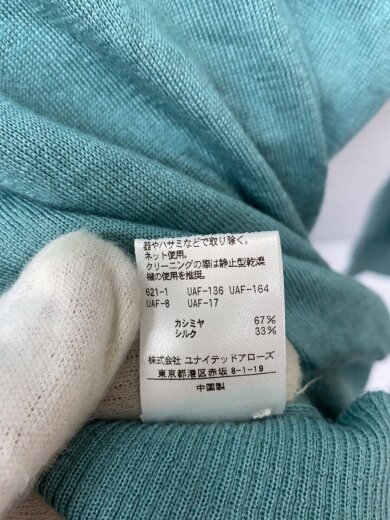 器やハサミなどで取り除く。
ネット使用。
クリーニングの際は静止型乾燥
機の使用を推奨。
621-1 UAF-136 UAF-164
UAF-8 UAF-17
カシミヤ 67%
シルク 33%
株式会社 ユナイテッドアローズ
東京都港区赤坂8-1-19
中国製